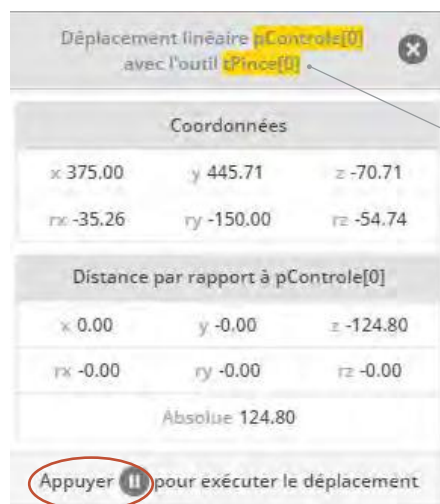 Déplacement linéaire pControle[0]
avec l'outil tPince[0]
Coordonnées
x 375.00 y 445.71 z -70.71
rx -35.26 ry -150.00 rz -54.74
Distance par rapport à pControle[0]
x 0.00 y -0.00 z -124.80
rx -0.00 ry -0.00 rz -0.00
Absolue 124.80
Appuyer pour exécuter le déplacement